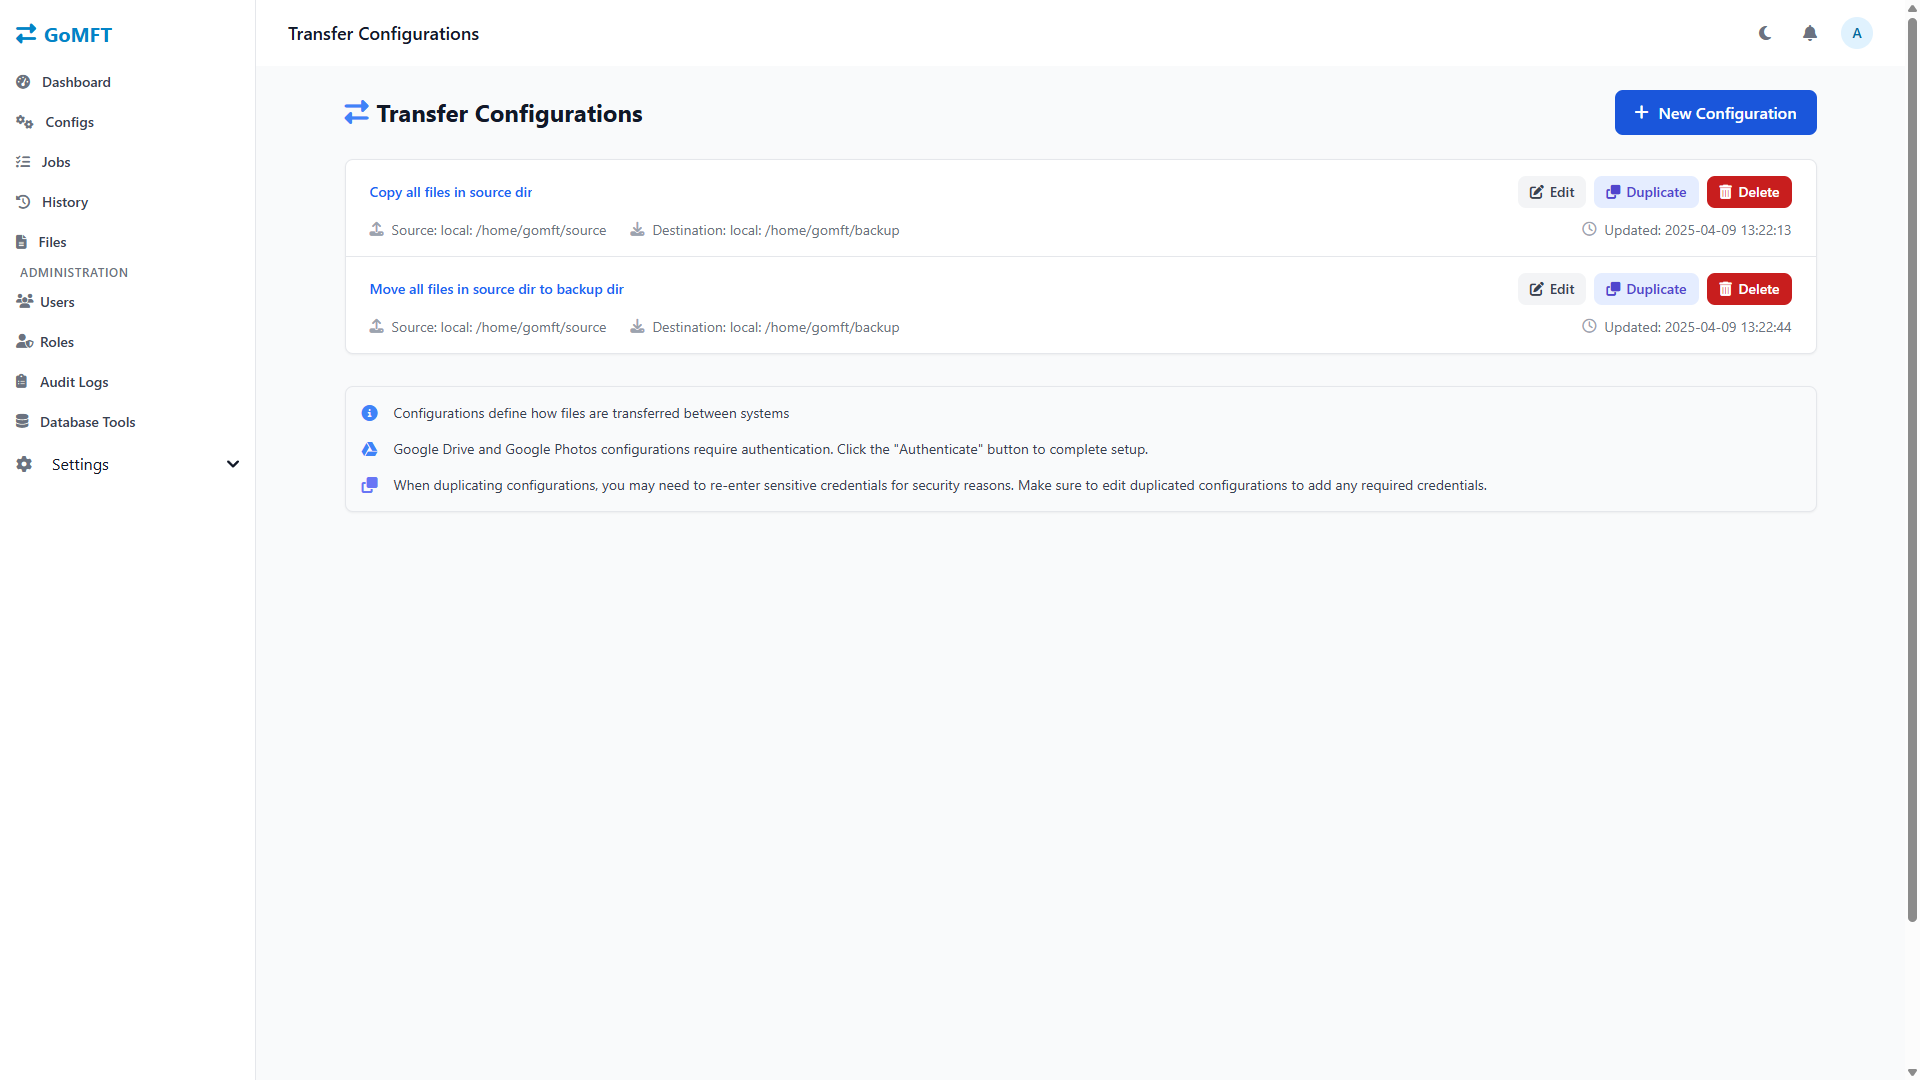 GoMFT
Dashboard
Configs
Jobs
History
Files
ADMINISTRATION
Users
Roles
Audit Logs
Database Tools
Settings
Transfer Configurations
A
Transfer Configurations
New Configuration
Copy all files in source dir
Edit
Duplicate
Delete
Source: local: /home/gomft/source
Destination: local: /home/gomft/backup
Updated: 2025-04-09 13:22:13
Move all files in source dir to backup dir
Edit
Duplicate
Delete
Source: local: /home/gomft/source
Destination: local: /home/gomft/backup
Updated: 2025-04-09 13:22:44
Configurations define how files are transferred between systems
Google Drive and Google Photos configurations require authentication. Click the "Authenticate" button to complete setup.
When duplicating configurations, you may need to re-enter sensitive credentials for security reasons. Make sure to edit duplicated configurations to add any required credentials.